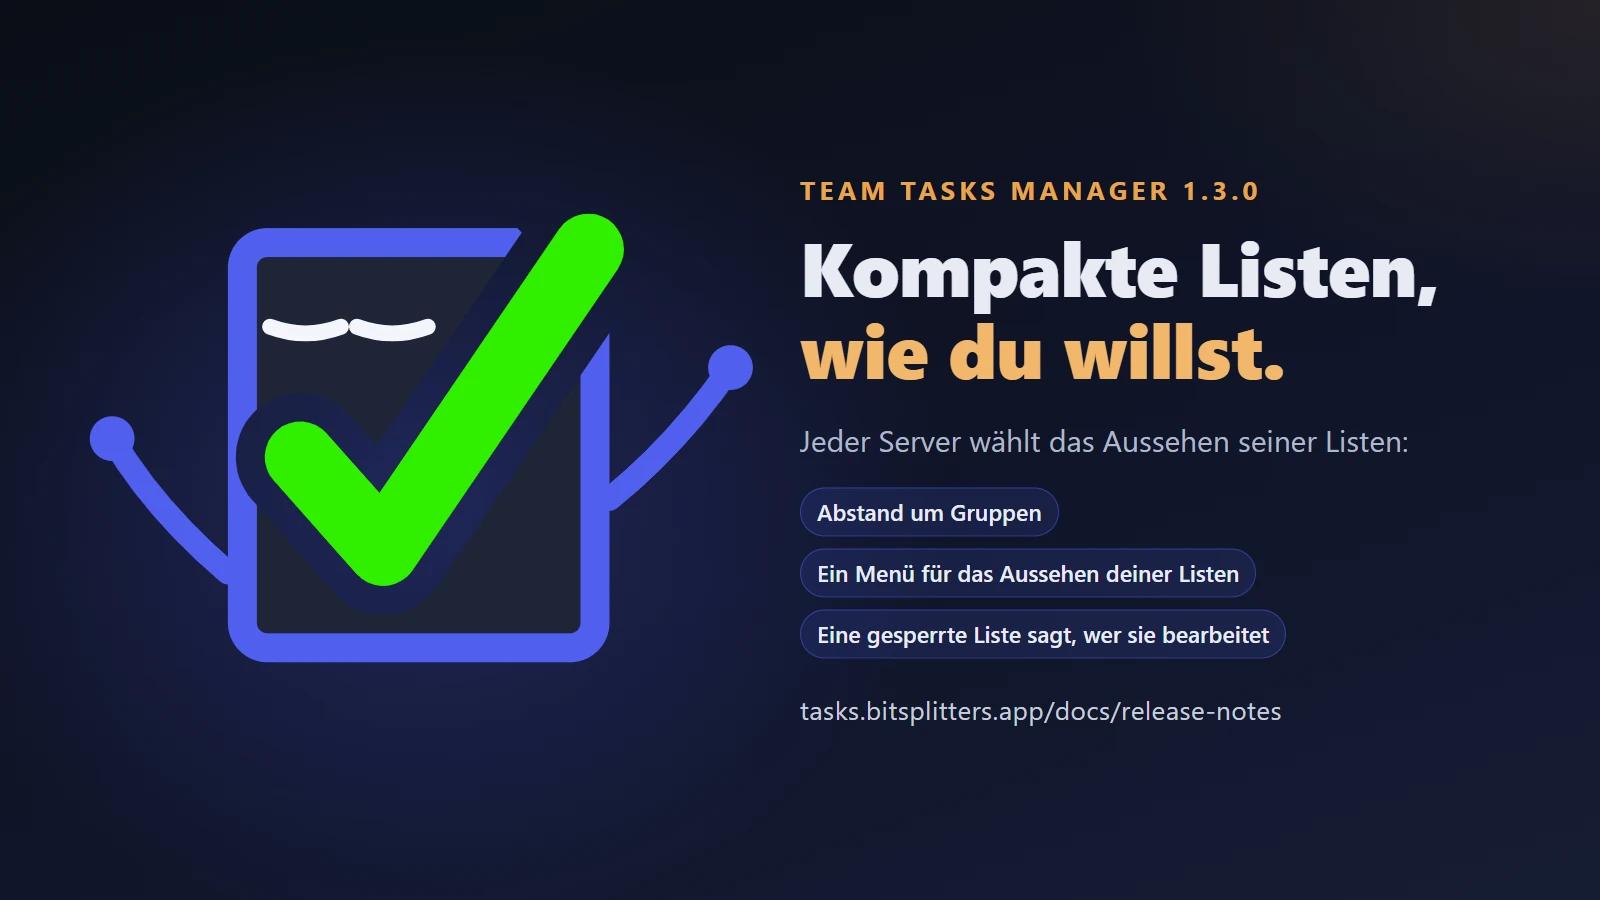 TEAM TASKS MANAGER 1.3.0
Kompakte Listen,
wie du willst.
Jeder Server wählt das Aussehen seiner Listen:
Abstand um Gruppen
Ein Menü für das Aussehen deiner Listen
Eine gesperrte Liste sagt, wer sie bearbeitet
tasks.bitsplitters.app/docs/release-notes